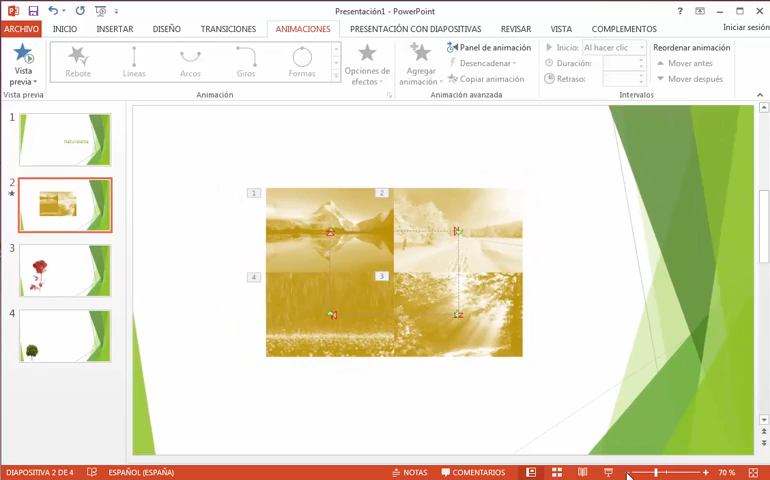 Presentación1 - PowerPoint
?
ARCHIVO INICIO INSERTAR DISEÑO TRANSICIONES ANIMACIONES PRESENTACIÓN CON DIAPOSITIVAS REVISAR VISTA COMPLEMENTOS Iniciar sesión
Vista previa
Rebote Líneas Arcos Giros Formas
Opciones de efectos
Agregar animación
Panel de animación
Desencadenar
Copiar animación
Inicio: Al hacer clic
Duración:
Retraso:
Reordenar animación
Mover antes
Mover después
Vista previa Animación Animación avanzada Intervalos
1
Naturaleza
2
3
4
1 2
4 3
DIAPOSITIVA 2 DE 4 ESPAÑOL (ESPAÑA) NOTAS COMENTARIOS 70 %